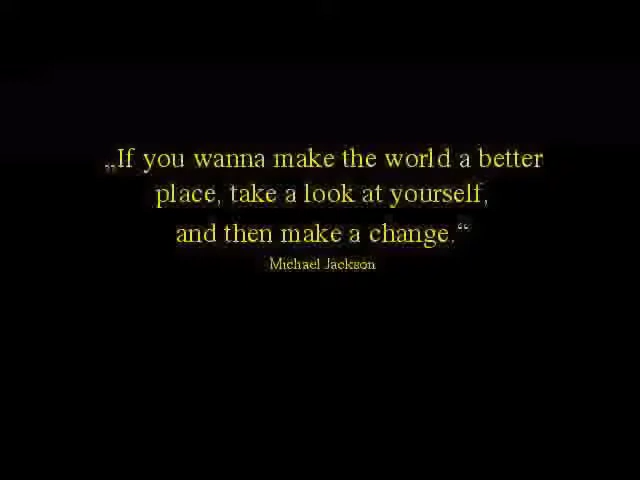 „If you wanna make the world a better
place, take a look at yourself,
and then make a change.“
Michael Jackson